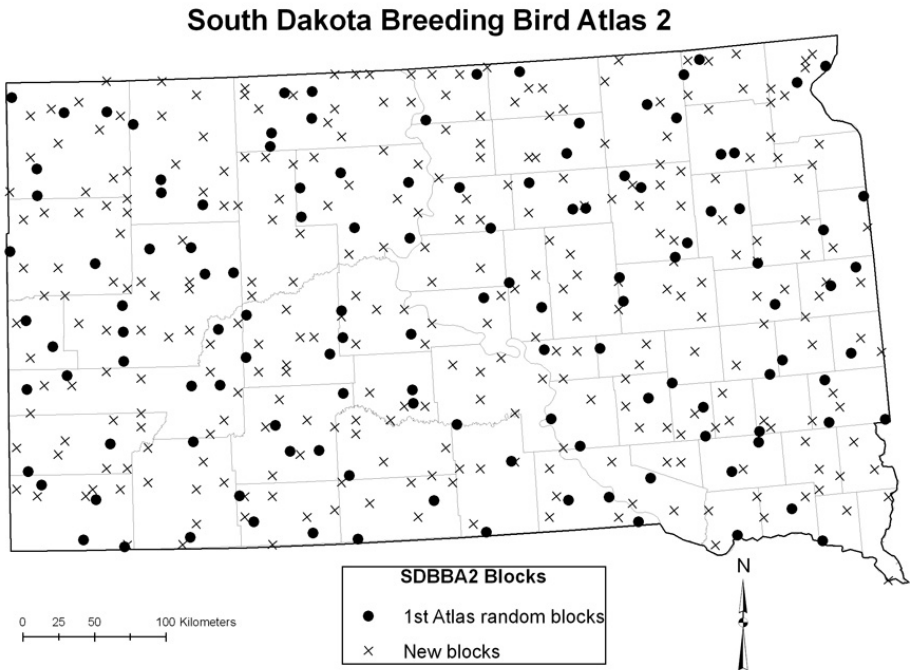 South Dakota Breeding Bird Atlas 2
SDBBA2 Blocks
1st Atlas random blocks
New blocks
0 25 50 100 Kilometers
N